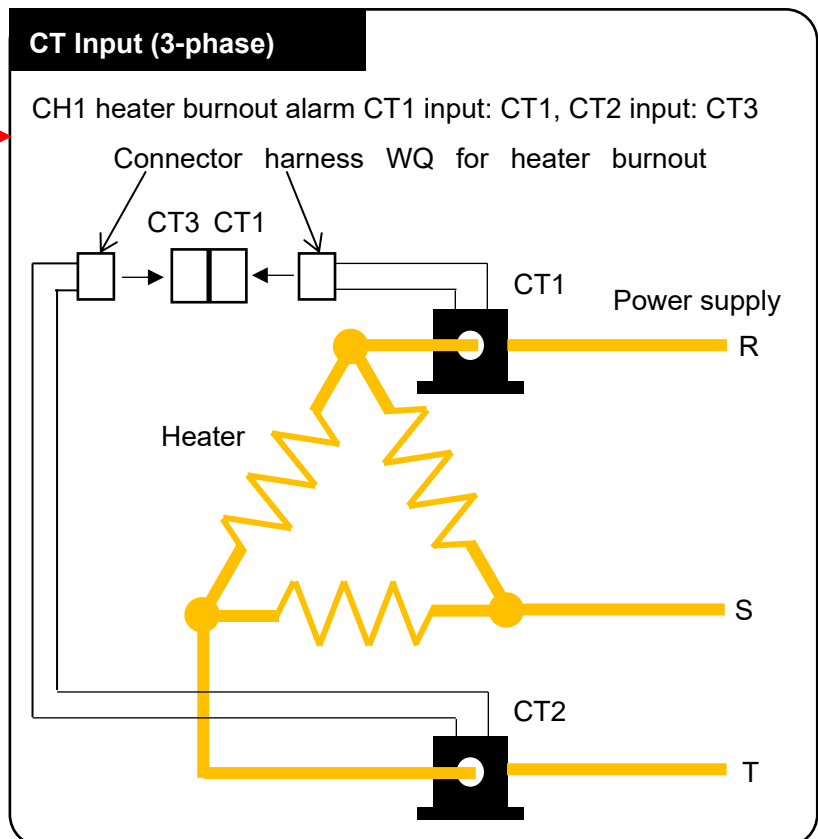 CT Input (3-phase)
CH1 heater burnout alarm CT1 input: CT1, CT2 input: CT3
Connector harness WQ for heater burnout
CT3 CT1
CT1
Power supply
R
Heater
S
CT2
T